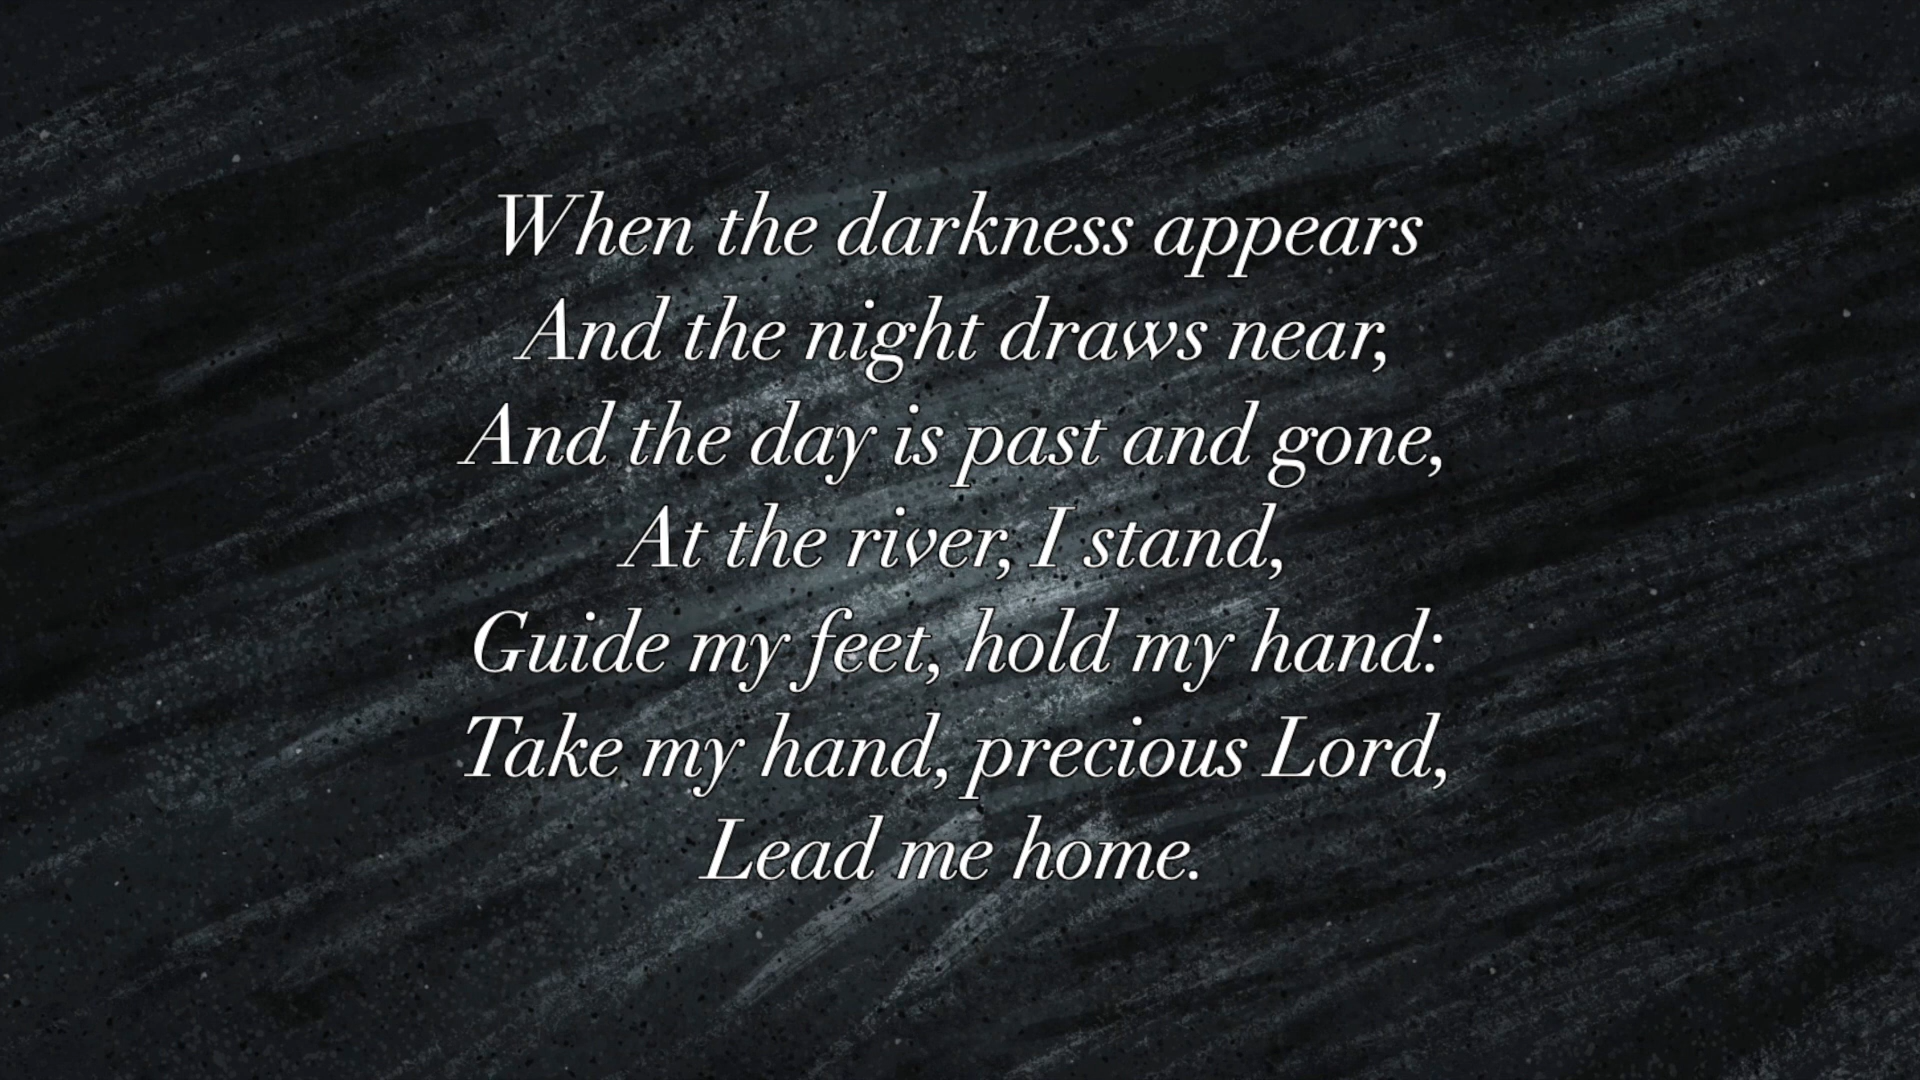 When the darkness appears
And the night draws near,
And the day is past and gone,
At the river, I stand,
Guide my feet, hold my hand:
Take my hand, precious Lord,
Lead me home.